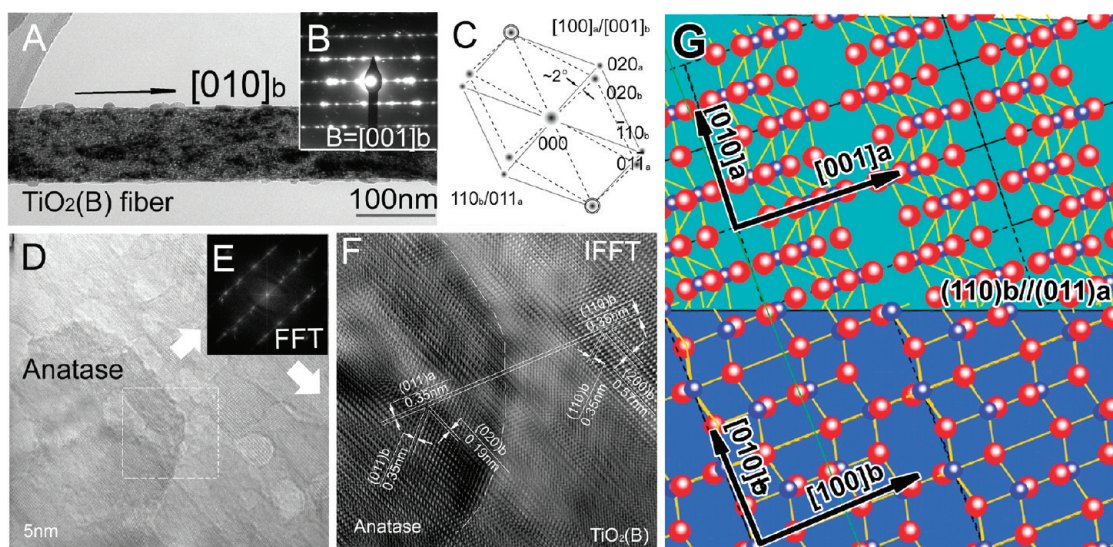 A
[010]b
TiO₂(B) fiber
100nm
B
B=[001]b
C
[100]ₐ/[001]b
020ₐ
~2°
020b
000
1̄10b
011ₐ
110b/011ₐ
D
Anatase
5nm
E
FFT
F
IFFT
(011)a
0.35nm
(011)b
0.35nm
(020)b
0.19nm
(110)b
0.35nm
(110)b
0.35nm
(200)b
0.57nm
Anatase
TiO₂(B)
G
[010]a
[001]a
(110)b//(011)a
[010]b
[100]b